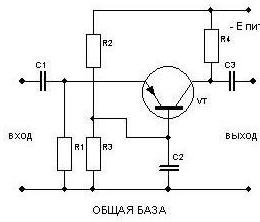 - Е пит
R2
R4
C1
C3
VT
ВХОД
R1
R3
C2
ВЫХОД
ОБЩАЯ БАЗА